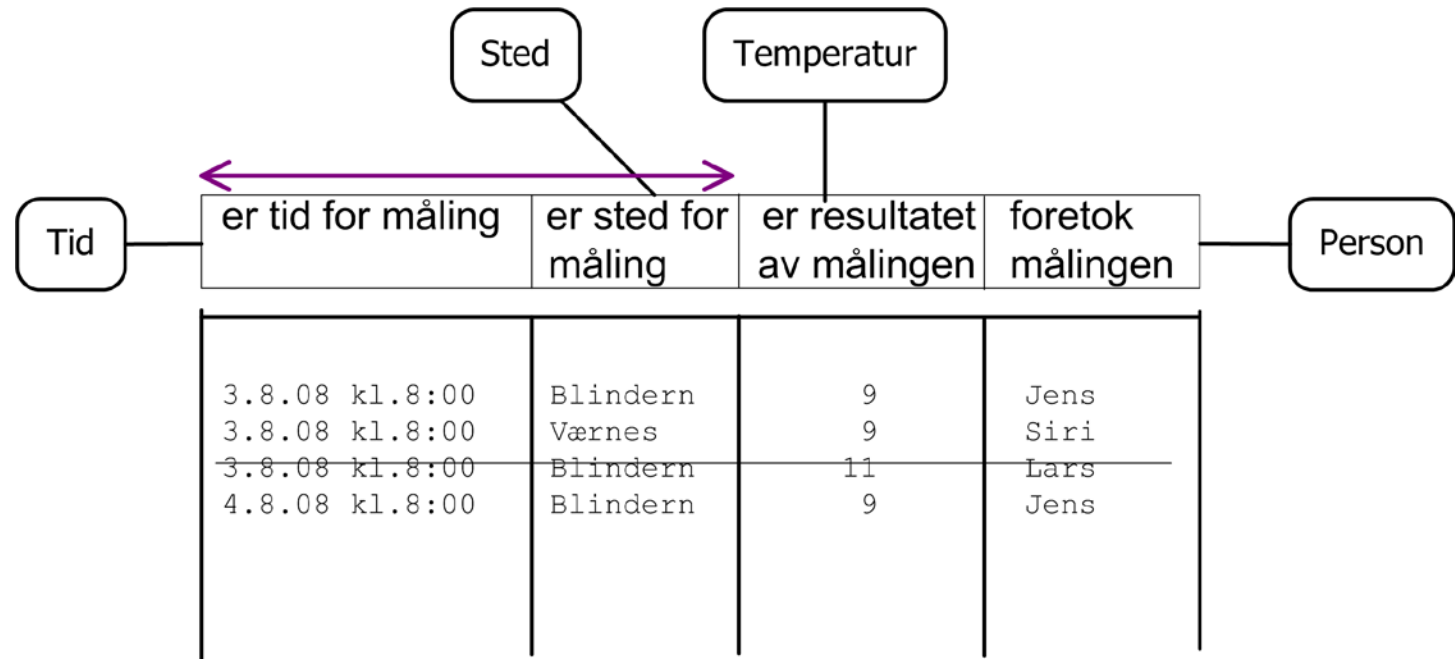 Sted
Temperatur
Tid
er tid for måling
er sted for
måling
er resultatet
av målingen
foretok
målingen
Person
3.8.08 kl.8:00 Blindern 9 Jens
3.8.08 kl.8:00 Værnes 9 Siri
3.8.08 kl.8:00 Blindern 11 Lars
4.8.08 kl.8:00 Blindern 9 Jens